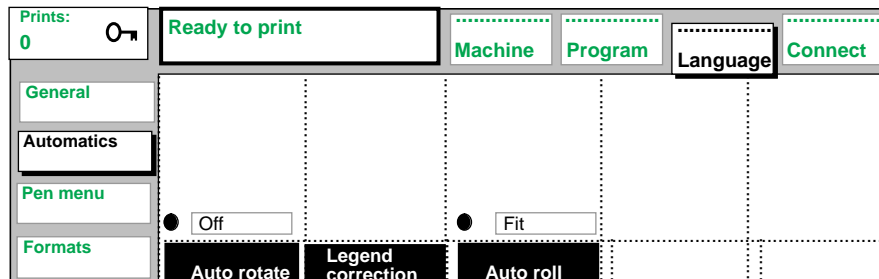 Prints:
0
Ready to print
Machine
Program
Language
Connect
General
Automatics
Pen menu
Formats
Off
Fit
Auto rotate
Legend
correction
Auto roll